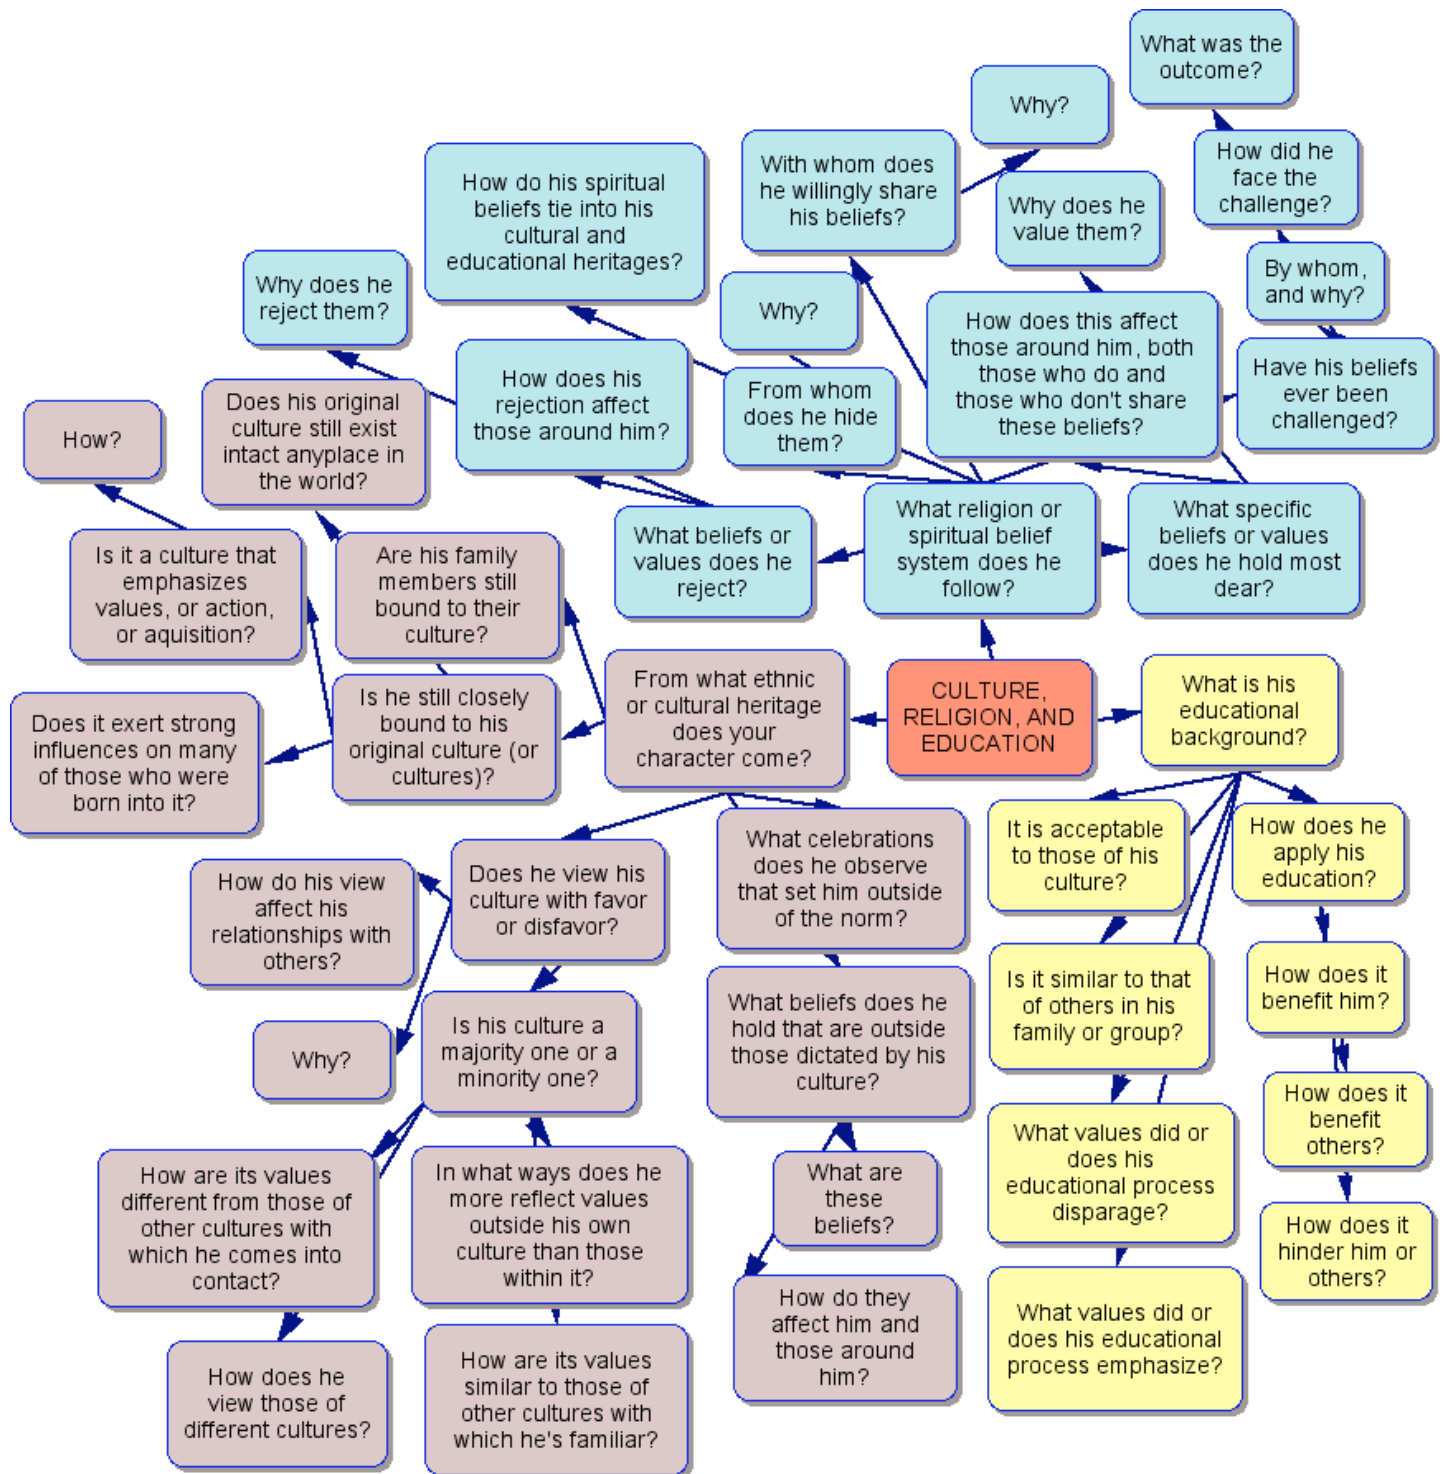 What was the
outcome?
Why?
How did he
face the
challenge?
With whom does
he willingly share
his beliefs?
How do his spiritual
beliefs tie into his
cultural and
educational heritages?
Why does he
value them?
By whom,
and why?
Why does he
reject them?
Why?
How does this affect
those around him, both
those who do and
those who don't share
these beliefs?
Have his beliefs
ever been
challenged?
How does his
rejection affect
those around him?
From whom
does he hide
them?
Does his original
culture still exist
intact anyplace in
the world?
How?
What beliefs or
values does he
reject?
What religion or
spiritual belief
system does he
follow?
What specific
beliefs or values
does he hold most
dear?
Is it a culture that
emphasizes
values, or action,
or aquisition?
Are his family
members still
bound to their
culture?
From what ethnic
or cultural heritage
does your
character come?
CULTURE,
RELIGION, AND
EDUCATION
What is his
educational
background?
Does it exert strong
influences on many
of those who were
born into it?
Is he still closely
bound to his
original culture (or
cultures)?
What celebrations
does he observe
that set him outside
of the norm?
It is acceptable
to those of his
culture?
How does he
apply his
education?
How do his view
affect his
relationships with
others?
Does he view his
culture with favor
or disfavor?
What beliefs does he
hold that are outside
those dictated by his
culture?
Is it similar to that
of others in his
family or group?
How does it
benefit him?
Why?
Is his culture a
majority one or a
minority one?
How does it
benefit
others?
What values did or
does his
educational process
disparage?
How are its values
different from those of
other cultures with
which he comes into
contact?
In what ways does he
more reflect values
outside his own
culture than those
within it?
What are
these
beliefs?
How does it
hinder him or
others?
How do they
affect him and
those around
him?
What values did or
does his educational
process emphasize?
How does he
view those of
different cultures?
How are its values
similar to those of
other cultures with
which he's familiar?